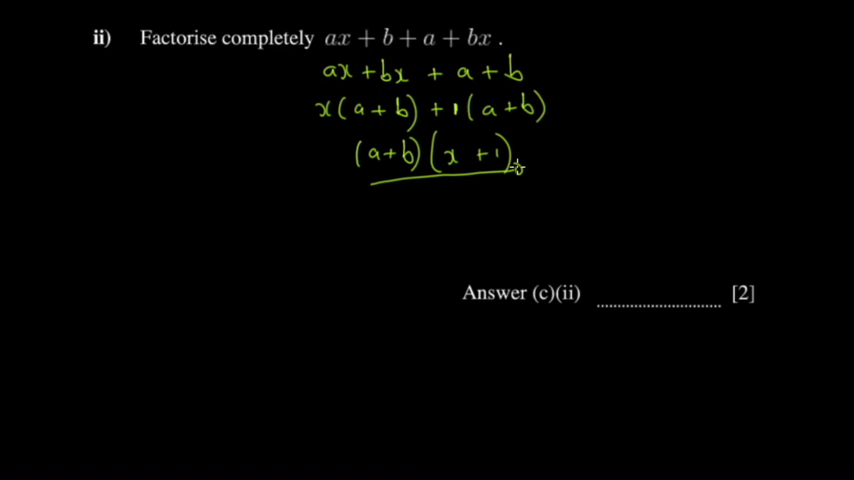 ii) Factorise completely ax + b + a + bx .
ax + bx + a + b
x(a + b) + 1(a + b)
(a + b)(x + 1)
Answer (c)(ii) .............................. [2]